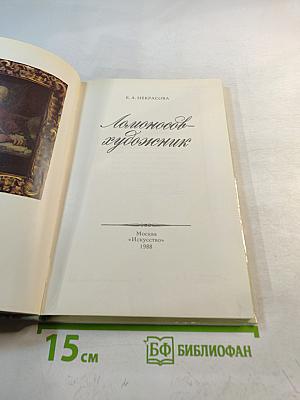 Е. А. НЕКРАСОВА
Ломоносов—
художник
Москва
«Искусство»
1988
15 см
БФ БИБЛИОФАН